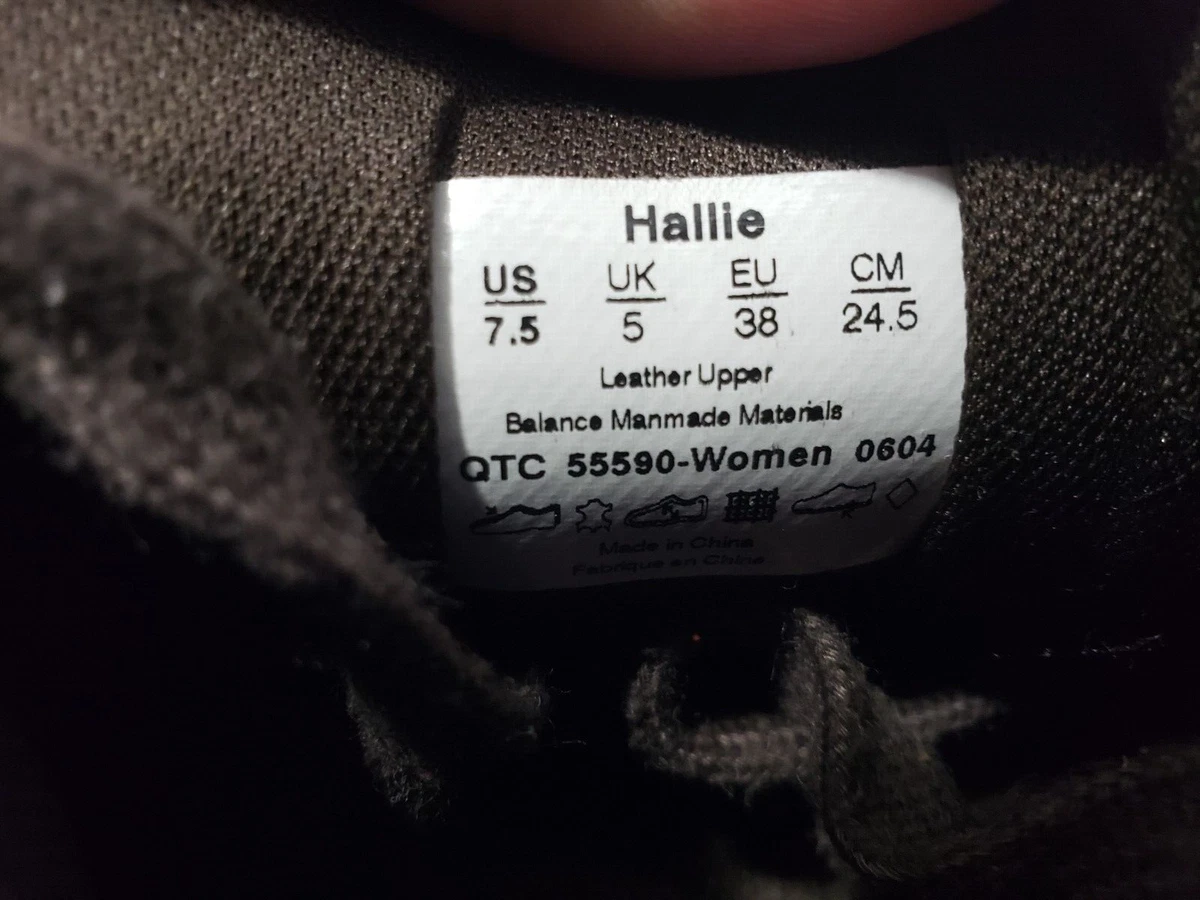 Hallie
US UK EU CM
7.5 5 38 24.5
Leather Upper
Balance Manmade Materials
QTC 55590-Women 0604
Made in China
Fabrique en Chine